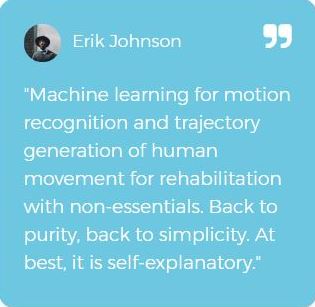 Erik Johnson
"Machine learning for motion
recognition and trajectory
generation of human
movement for rehabilitation
with non-essentials. Back to
purity, back to simplicity. At
best, it is self-explanatory."